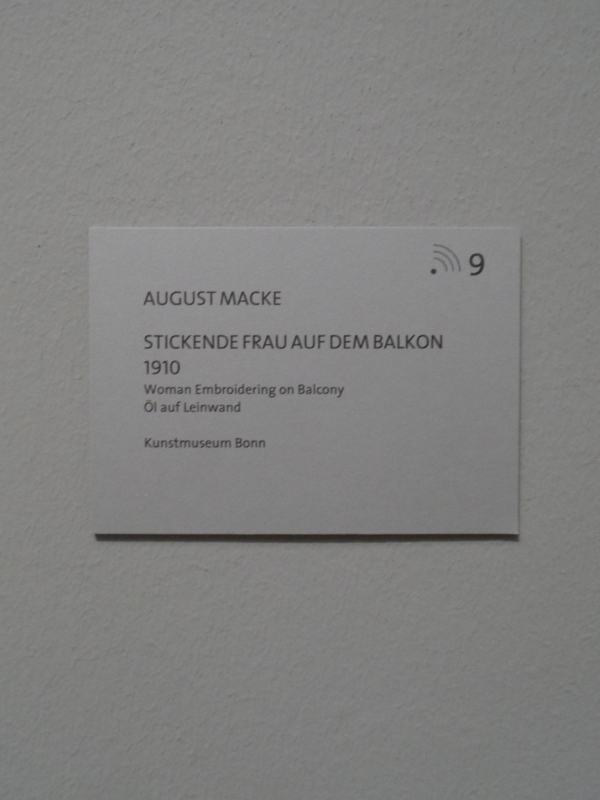 9
AUGUST MACKE
STICKENDE FRAU AUF DEM BALKON
1910
Woman Embroidering on Balcony
Öl auf Leinwand
Kunstmuseum Bonn